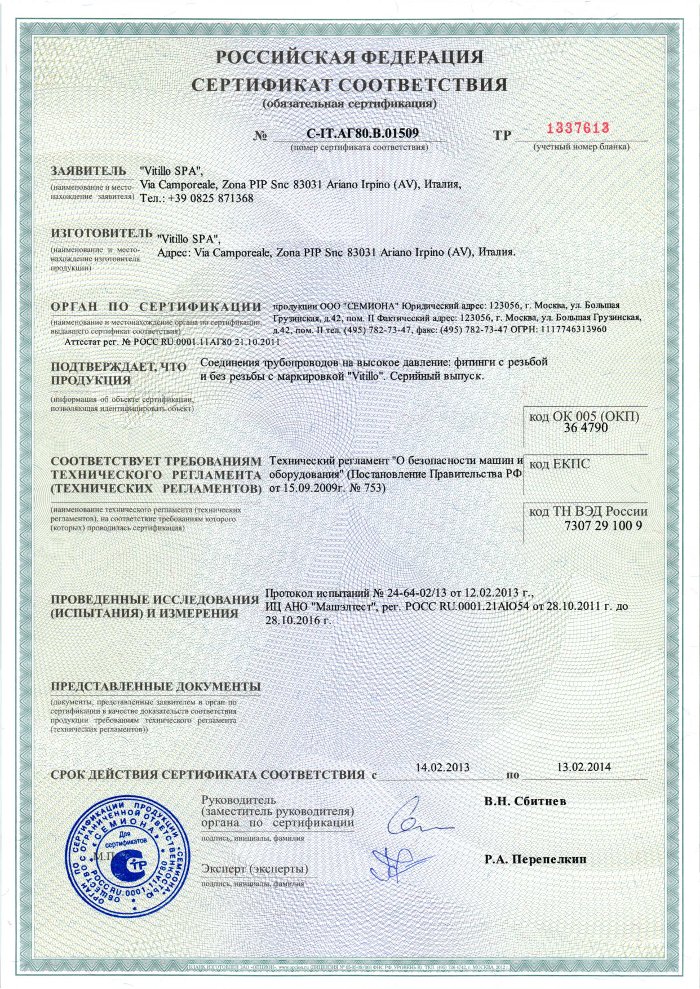 РОССИЙСКАЯ ФЕДЕРАЦИЯ
СЕРТИФИКАТ СООТВЕТСТВИЯ
(обязательная сертификация)
№ C-IT.АГ80.В.01509 ТР 1337613
(номер сертификата соответствия) (учетный номер бланка)
ЗАЯВИТЕЛЬ "Vitillo SPA",
(наименование и место- Via Camporeale, Zona PIP Snc 83031 Ariano Irpino (AV), Италия,
нахождение заявителя) Тел.: +39 0825 871368
ИЗГОТОВИТЕЛЬ "Vitillo SPA",
(наименование и место- Адрес: Via Camporeale, Zona PIP Snc 83031 Ariano Irpino (AV), Италия.
нахождение изготовителя
продукции)
ОРГАН ПО СЕРТИФИКАЦИИ продукции ООО "СЕМИОНА" Юридический адрес: 123056, г. Москва, ул. Большая
Грузинская, д.42, пом. II Фактический адрес: 123056, г. Москва, ул. Большая Грузинская,
(наименование и местонахождение органа по сертификации, д.42, пом. II тел. (495) 782-73-47, факс: (495) 782-73-47 ОГРН: 1117746313960
выдавшего сертификат соответствия)
Аттестат рег. № РОСС RU.0001.11АГ80 21.10.2011
ПОДТВЕРЖДАЕТ, ЧТО Соединения трубопроводов на высокое давление: фитинги с резьбой
ПРОДУКЦИЯ и без резьбы с маркировкой "Vitillo". Серийный выпуск.
(информация об объекте сертификации,
позволяющая идентифицировать объект)
код ОК 005 (ОКП)
36 4790
СООТВЕТСТВУЕТ ТРЕБОВАНИЯМ Технический регламент "О безопасности машин и
код ЕКПС
ТЕХНИЧЕСКОГО РЕГЛАМЕНТА оборудования" (Постановление Правительства РФ
(ТЕХНИЧЕСКИХ РЕГЛАМЕНТОВ) от 15.09.2009г. № 753)
(наименование технического регламента (технических
регламентов), на соответствие требованиям которого
(которых) проводилась сертификация)
код ТН ВЭД России
7307 29 100 9
ПРОВЕДЕННЫЕ ИССЛЕДОВАНИЯ Протокол испытаний № 24-64-02/13 от 12.02.2013 г.,
(ИСПЫТАНИЯ) И ИЗМЕРЕНИЯ ИЦ АНО "Машэлтест", рег. РОСС RU.0001.21АЮ54 от 28.10.2011 г. до
28.10.2016 г.
ПРЕДСТАВЛЕННЫЕ ДОКУМЕНТЫ
(документы, представленные заявителем в орган по
сертификации в качестве доказательств соответствия
продукции требованиям технического регламента
(технических регламентов))
СРОК ДЕЙСТВИЯ СЕРТИФИКАТА СООТВЕТСТВИЯ с 14.02.2013 по 13.02.2014
Руководитель В.Н. Сбитнев
(заместитель руководителя)
органа по сертификации
подпись, инициалы, фамилия
Эксперт (эксперты) Р.А. Перепелкин
подпись, инициалы, фамилия
М.П.
ОРГАН ПО СЕРТИФИКАЦИИ ПРОДУКЦИИ «СЕМИОНА»
ОБЩЕСТВО С ОГРАНИЧЕННОЙ ОТВЕТСТВЕННОСТЬЮ
«СЕМИОНА»
Для
сертификатов
РОСС RU.0001.11АГ80